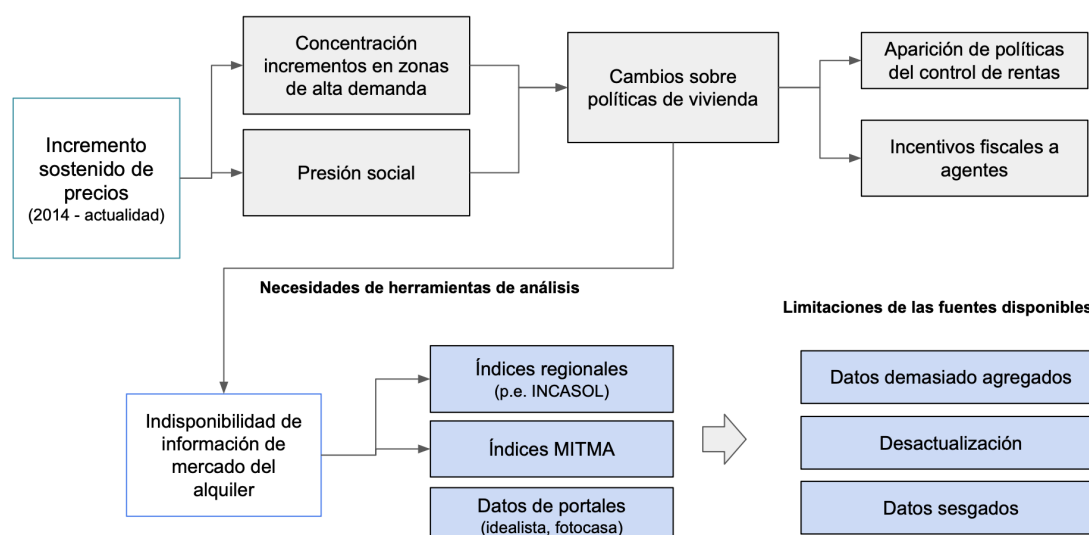 Concentración
incrementos en zonas
de alta demanda
Cambios sobre
políticas de vivienda
Aparición de políticas
del control de rentas
Incremento
sostenido de
precios
(2014 - actualidad)
Presión social
Incentivos fiscales a
agentes
Necesidades de herramientas de análisis
Limitaciones de las fuentes disponibles
Índices regionales
(p.e. INCASOL)
Datos demasiado agregados
Indisponibilidad de
información de
mercado del
alquiler
Índices MITMA
Desactualización
Datos de portales
(idealista, fotocasa)
Datos sesgados